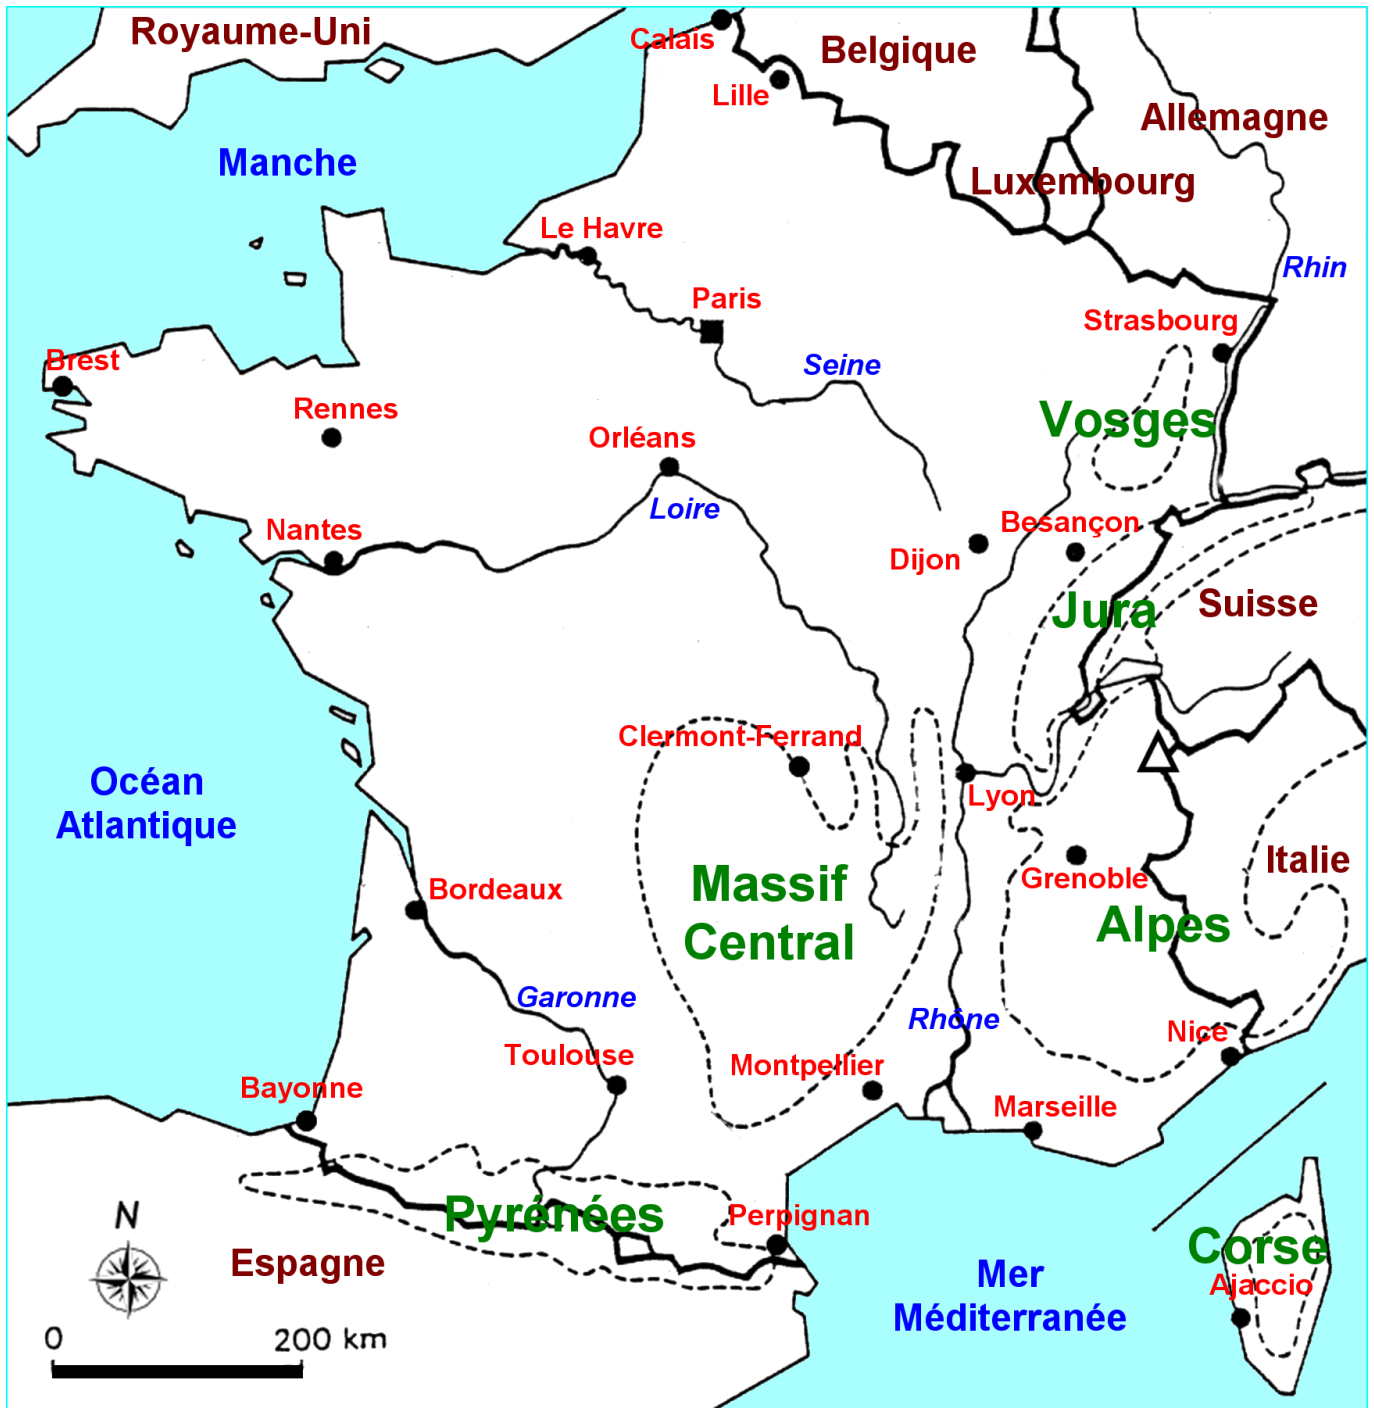 Royaume-Uni
Calais
Belgique
Lille
Allemagne
Manche
Luxembourg
Le Havre
Rhin
Paris
Strasbourg
Seine
Brest
Rennes
Vosges
Orléans
Loire
Nantes
Besançon
Dijon
Jura
Suisse
Clermont-Ferrand
Océan
Atlantique
Lyon
Italie
Grenoble
Massif
Central
Bordeaux
Alpes
Garonne
Rhône
Nice
Toulouse
Montpellier
Bayonne
Marseille
Pyrénées
Perpignan
N
Espagne
Corse
Ajaccio
Mer
Méditerranée
0 200 km